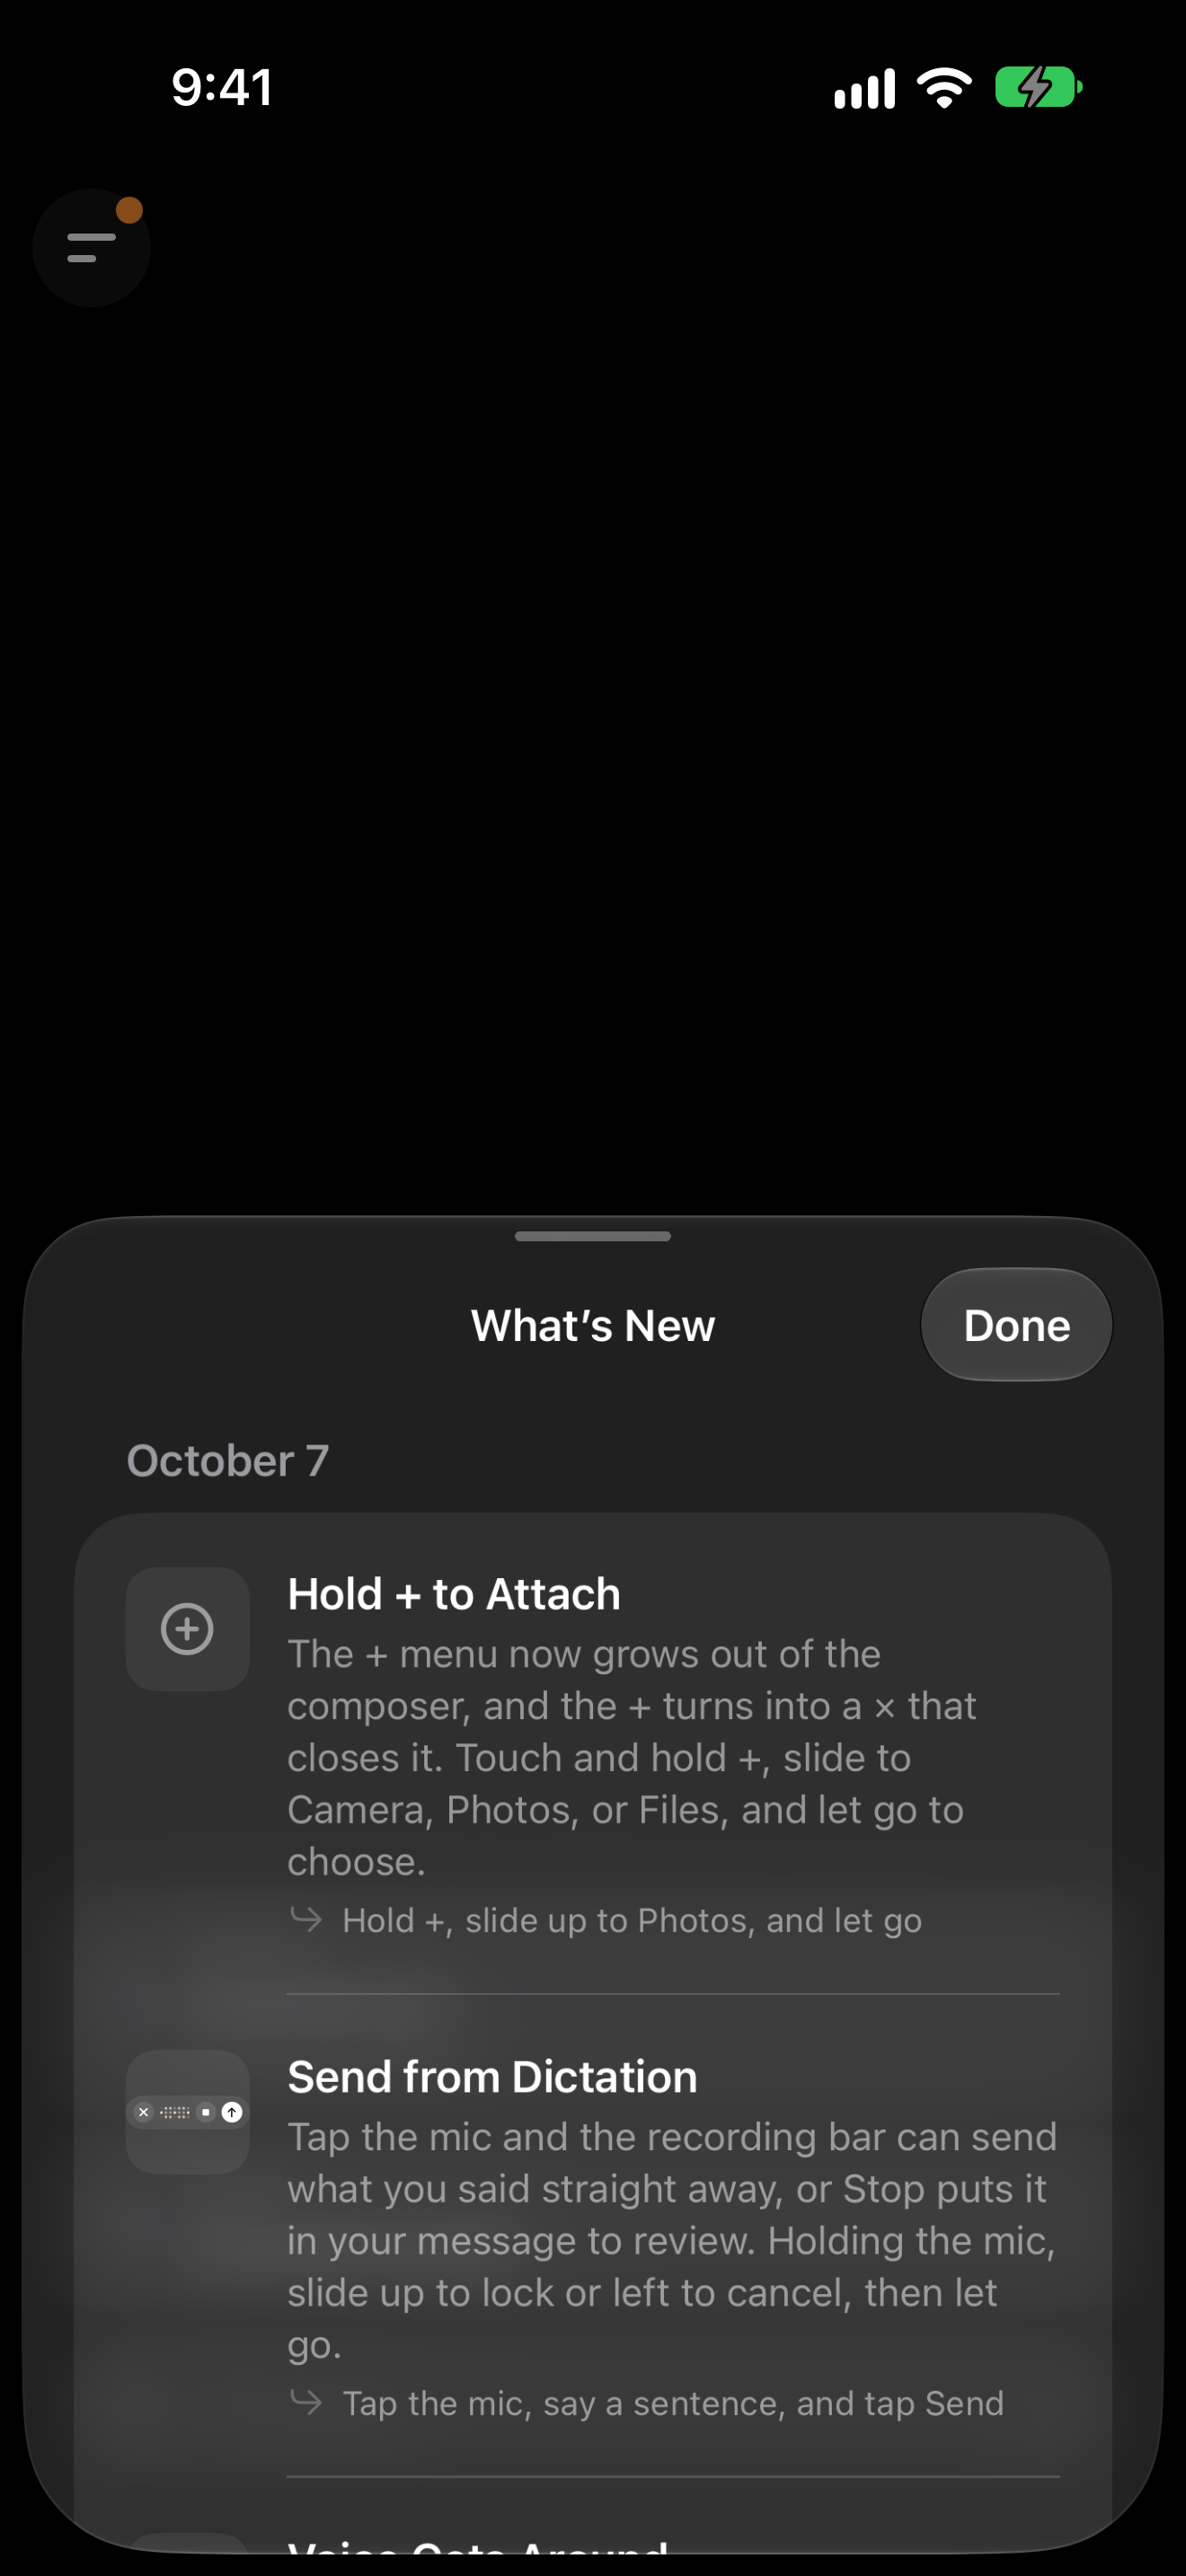 9:41
What’s New
Done
October 7
Hold + to Attach
The + menu now grows out of the
composer, and the + turns into a × that
closes it. Touch and hold +, slide to
Camera, Photos, or Files, and let go to
choose.
Hold +, slide up to Photos, and let go
Send from Dictation
Tap the mic and the recording bar can send
what you said straight away, or Stop puts it
in your message to review. Holding the mic,
slide up to lock or left to cancel, then let
go.
Tap the mic, say a sentence, and tap Send
Voice Gets Around